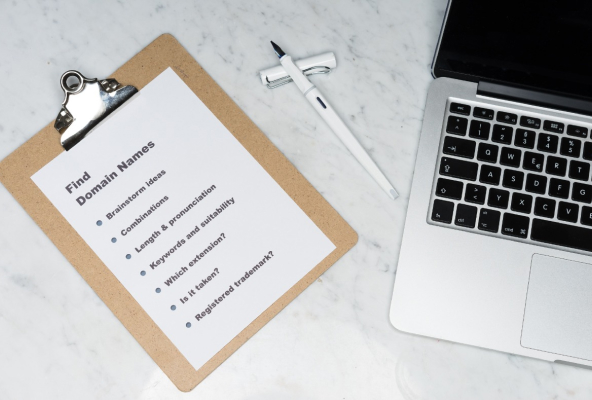 Find
Domain Names
Brainstorm ideas
Combinations
Length & pronunciation
Keywords and suitability
Which extension?
Is it taken?
Registered trademark?